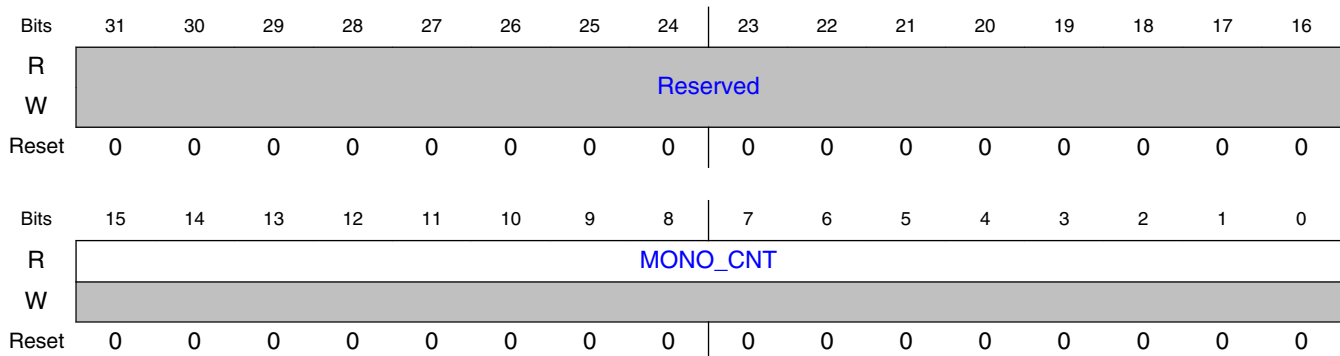 Bits 31 30 29 28 27 26 25 24 23 22 21 20 19 18 17 16
R
Reserved
W
Reset 0 0 0 0 0 0 0 0 0 0 0 0 0 0 0 0
Bits 15 14 13 12 11 10 9 8 7 6 5 4 3 2 1 0
R MONO_CNT
W
Reset 0 0 0 0 0 0 0 0 0 0 0 0 0 0 0 0